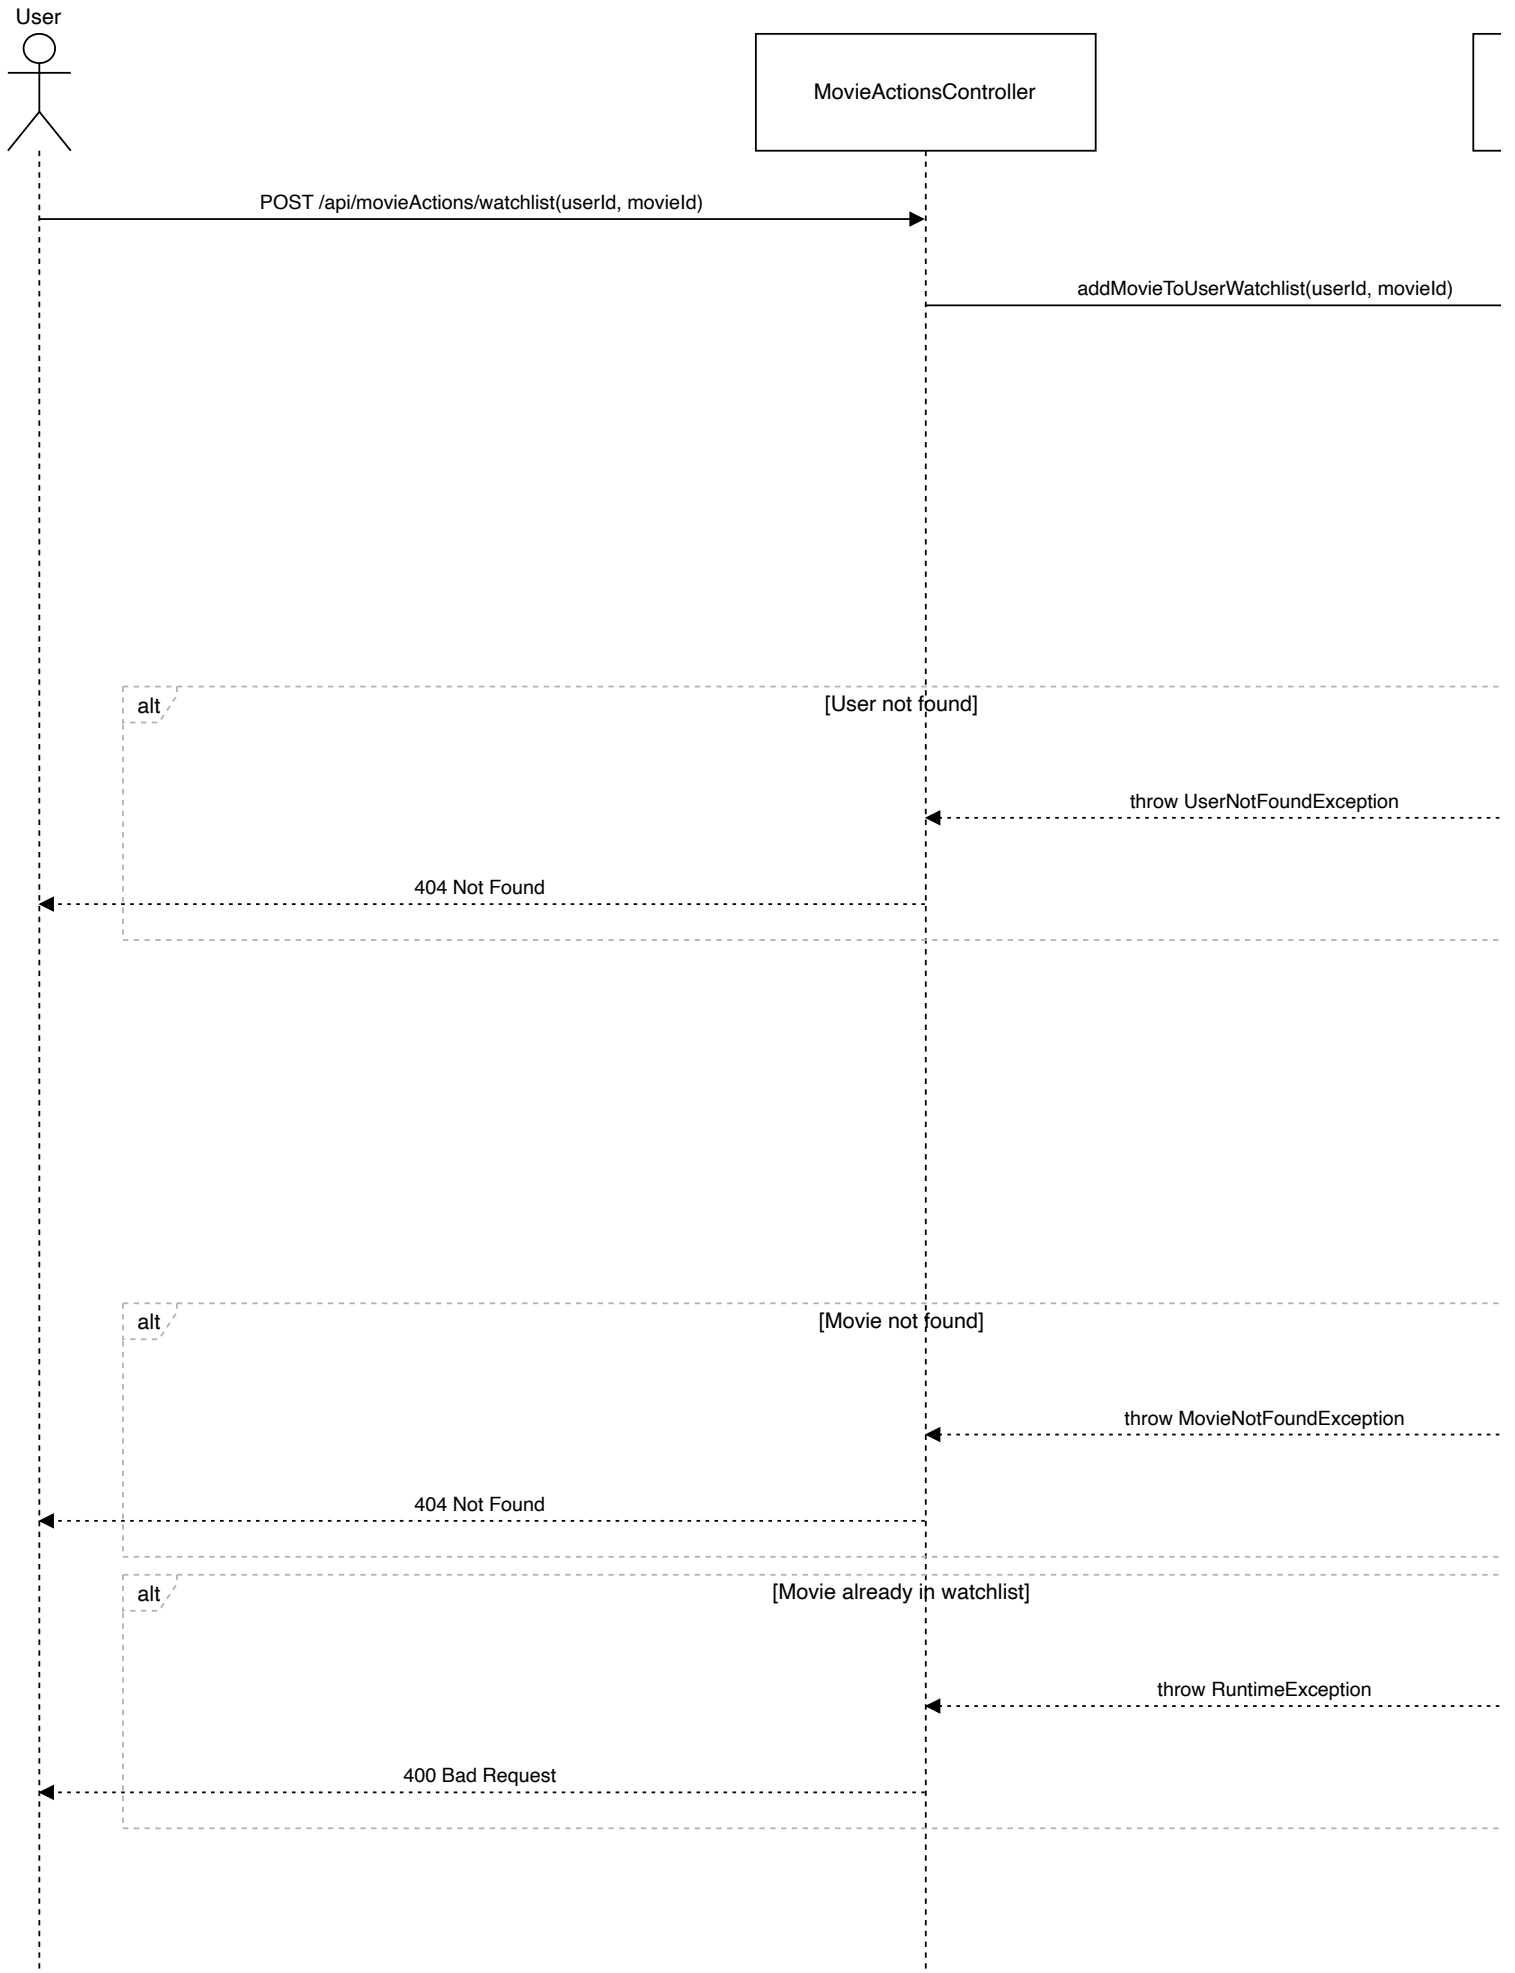 User
MovieActionsController
POST /api/movieActions/watchlist(userId, movieId)
addMovieToUserWatchlist(userId, movieId)
alt
[User not found]
throw UserNotFoundException
404 Not Found
alt
[Movie not found]
throw MovieNotFoundException
404 Not Found
alt
[Movie already in watchlist]
throw RuntimeException
400 Bad Request